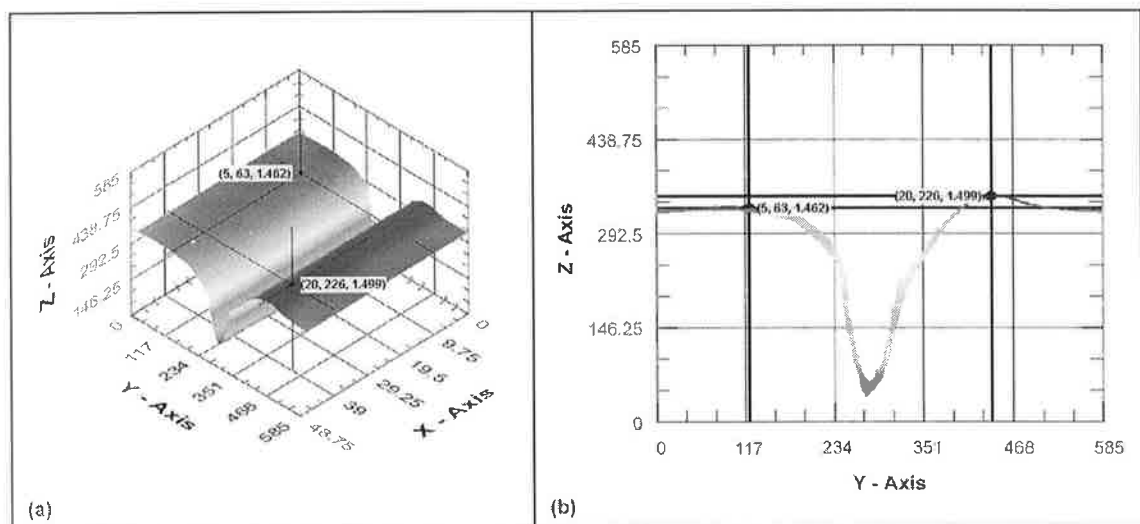 585
438.75
292.5
146.25
0
Z - Axis
(5, 63, 1.462)
(20, 226, 1.499)
0
117
234
351
468
585
Y - Axis
0
9.75
19.5
29.25
39
48.75
X - Axis
(a)
585
438.75
292.5
146.25
0
Z - Axis
(20, 226, 1.499)
(5, 63, 1.462)
0
117
234
351
468
585
Y - Axis
(b)